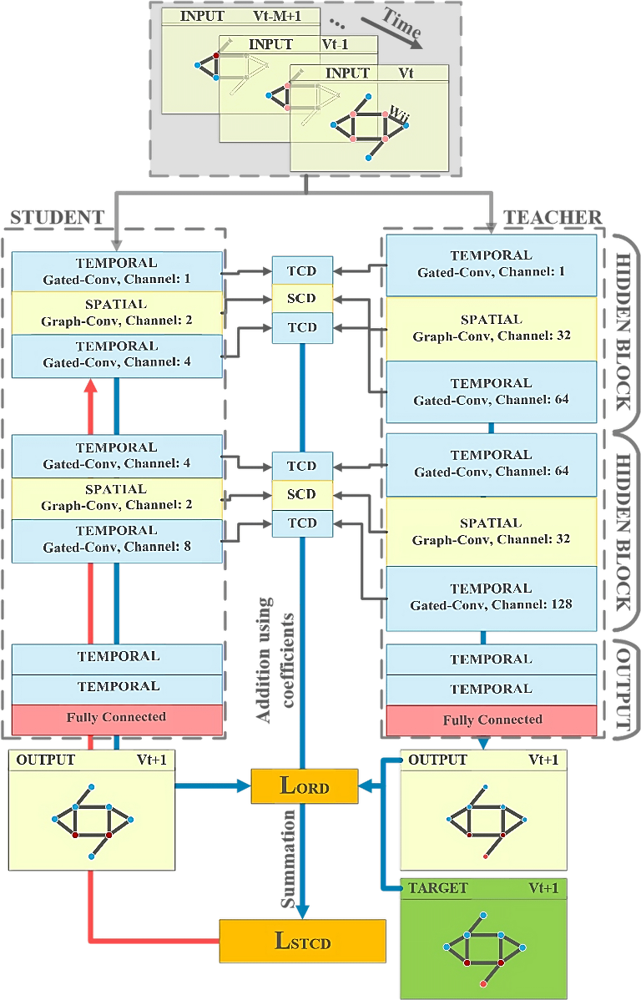 INPUT Vt-M+1
...
Time
INPUT Vt-1
INPUT Vt
Wij
STUDENT
TEACHER
TEMPORAL
Gated-Conv, Channel: 1
SPATIAL
Graph-Conv, Channel: 2
TEMPORAL
Gated-Conv, Channel: 4
TCD
SCD
TCD
TEMPORAL
Gated-Conv, Channel: 1
SPATIAL
Graph-Conv, Channel: 32
TEMPORAL
Gated-Conv, Channel: 64
HIDDEN BLOCK
TEMPORAL
Gated-Conv, Channel: 4
SPATIAL
Graph-Conv, Channel: 2
TEMPORAL
Gated-Conv, Channel: 8
TCD
SCD
TCD
TEMPORAL
Gated-Conv, Channel: 64
SPATIAL
Graph-Conv, Channel: 32
TEMPORAL
Gated-Conv, Channel: 128
HIDDEN BLOCK
Addition using
coefficients
TEMPORAL
TEMPORAL
Fully Connected
TEMPORAL
TEMPORAL
Fully Connected
OUTPUT
OUTPUT Vt+1
LORD
OUTPUT Vt+1
Summation
TARGET Vt+1
LSTCD